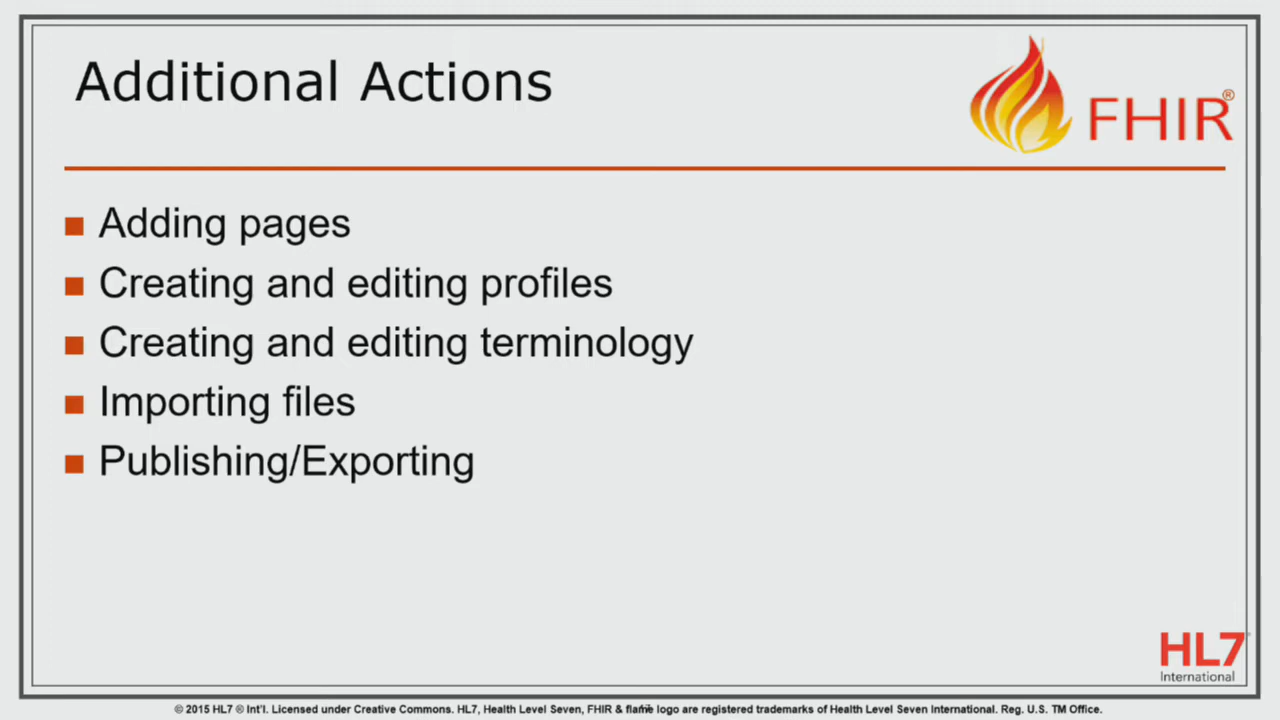 Additional Actions
FHIR®
Adding pages
Creating and editing profiles
Creating and editing terminology
Importing files
Publishing/Exporting
HL7®
International
© 2015 HL7 ® Int'l. Licensed under Creative Commons. HL7, Health Level Seven, FHIR & flame logo are registered trademarks of Health Level Seven International. Reg. U.S. TM Office.